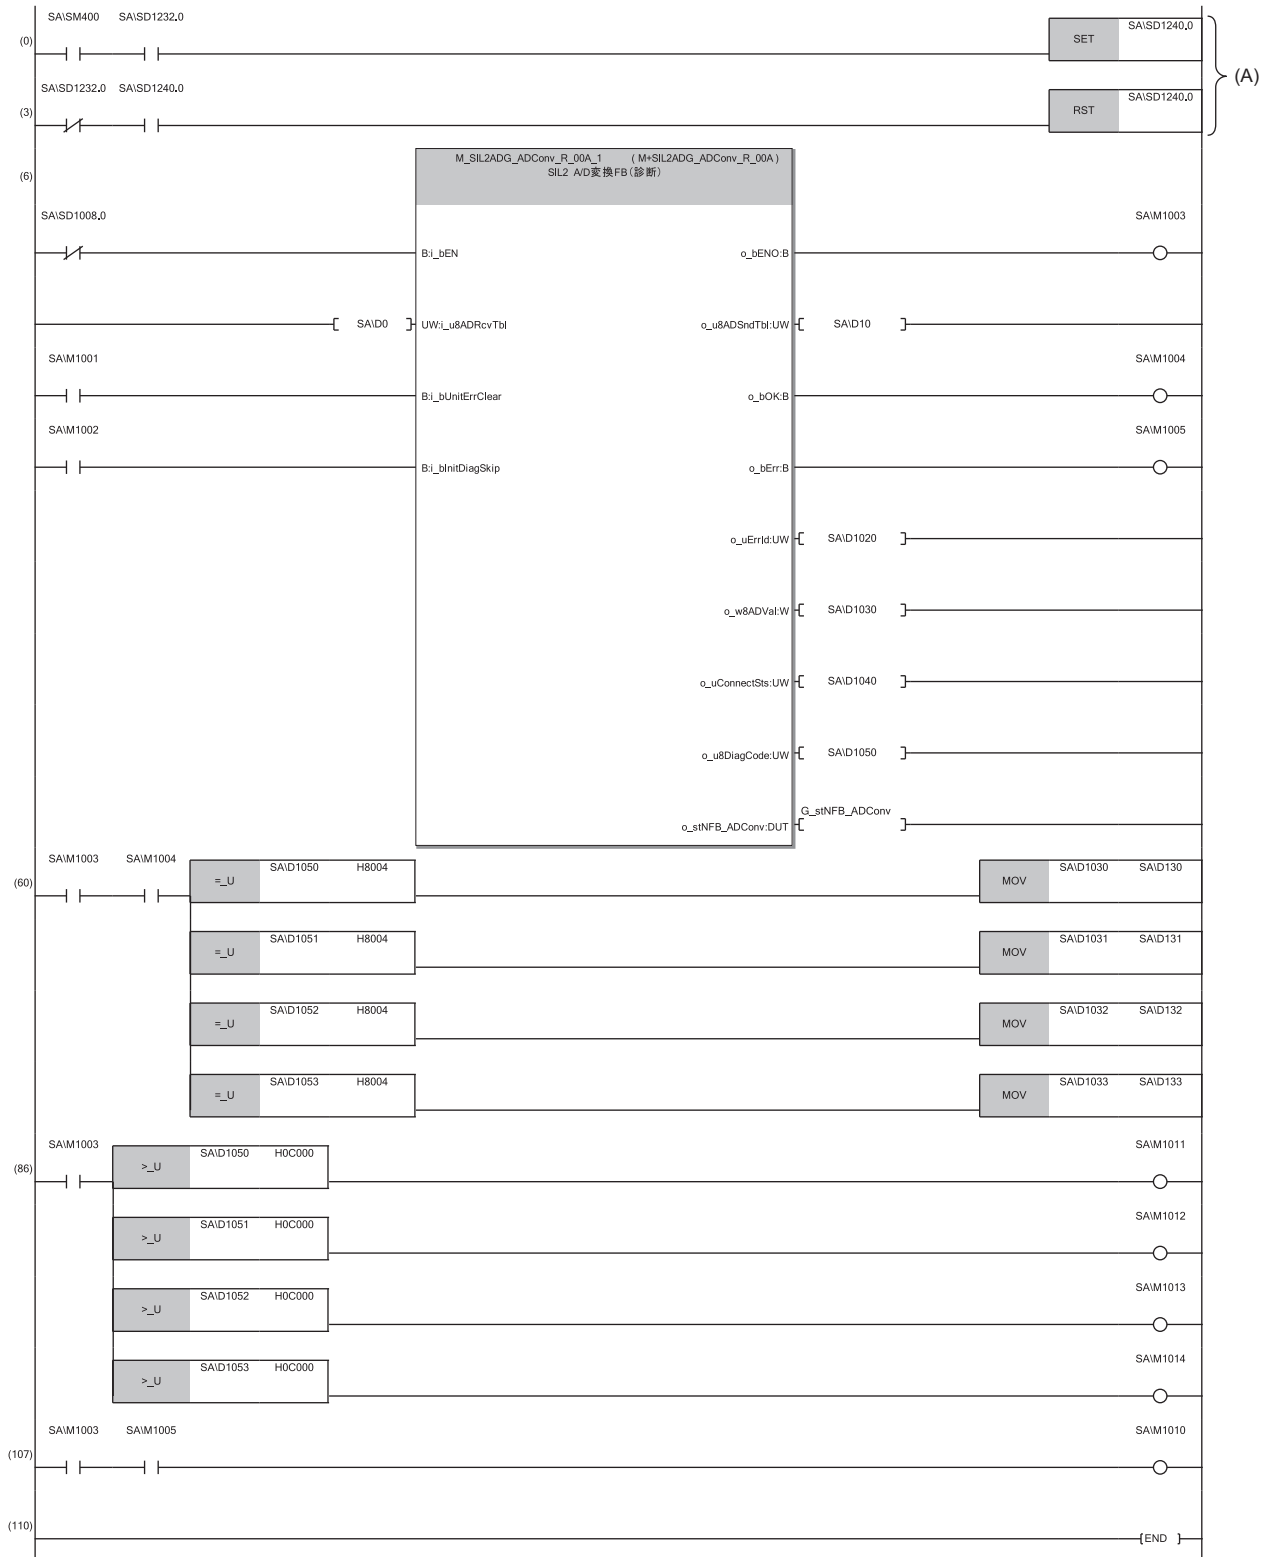 SA\SM400 SA\SD1232.0
(0) SET SA\SD1240.0
(A)
SA\SD1232.0 SA\SD1240.0
(3) RST SA\SD1240.0
(6) M_SIL2ADG_ADConv_R_00A_1 (M+SIL2ADG_ADConv_R_00A)
SIL2 A/D変換FB(診断)
SA\SD1008.0 SA\M1003
B:i_bEN o_bENO:B
SA\D0 UW:i_u8ADRcvTbl o_u8ADSndTbl:UW SA\D10
SA\M1001 SA\M1004
B:i_bUnitErrClear o_bOK:B
SA\M1002 SA\M1005
B:i_bInitDiagSkip o_bErr:B
o_uErrId:UW SA\D1020
o_w8ADVal:W SA\D1030
o_uConnectSts:UW SA\D1040
o_u8DiagCode:UW SA\D1050
G_stNFB_ADConv
o_stNFB_ADConv:DUT
SA\M1003 SA\M1004
(60) =_U SA\D1050 H8004 MOV SA\D1030 SA\D130
=_U SA\D1051 H8004 MOV SA\D1031 SA\D131
=_U SA\D1052 H8004 MOV SA\D1032 SA\D132
=_U SA\D1053 H8004 MOV SA\D1033 SA\D133
SA\M1003 SA\M1011
(86) >_U SA\D1050 H0C000
SA\M1012
>_U SA\D1051 H0C000
SA\M1013
>_U SA\D1052 H0C000
SA\M1014
>_U SA\D1053 H0C000
SA\M1003 SA\M1005 SA\M1010
(107)
(110) END